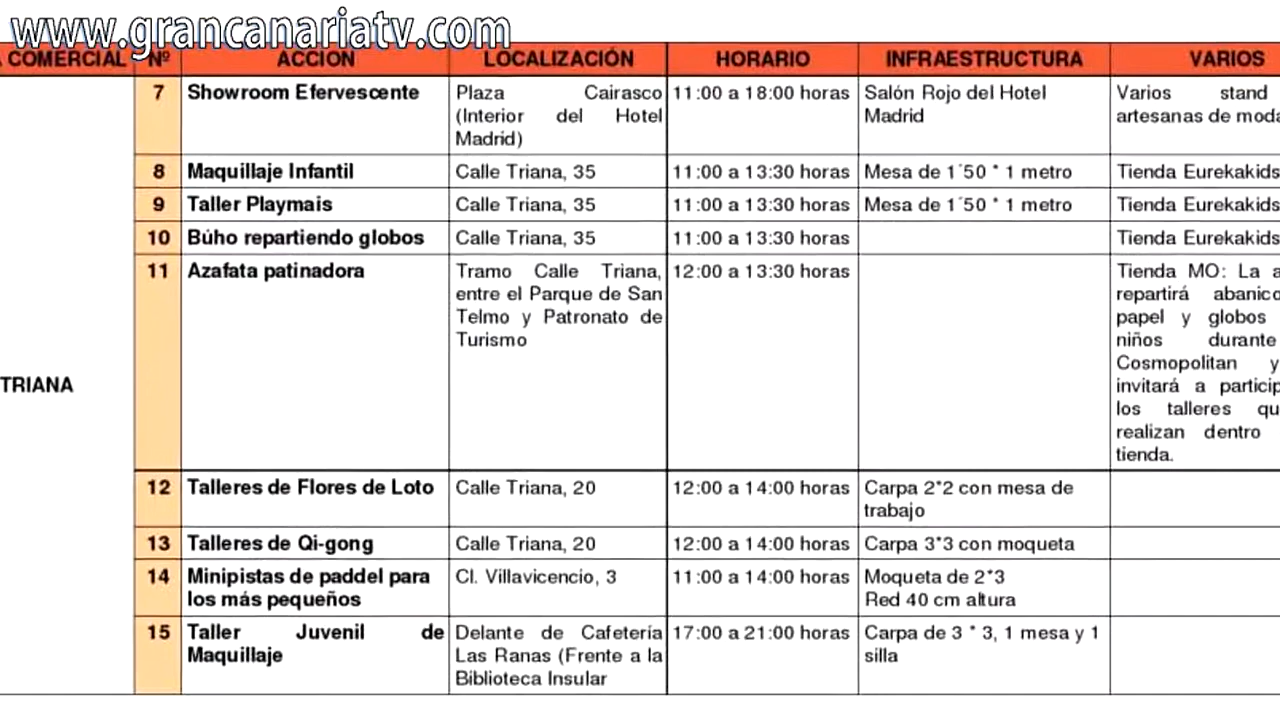 www.grancanariatv.com
COMERCIAL Nº ACCION LOCALIZACIÓN HORARIO INFRAESTRUCTURA VARIOS
7 Showroom Efervescente Plaza Cairasco 11:00 a 18:00 horas Salón Rojo del Hotel Varios stand
(Interior del Hotel Madrid artesanas de moda
Madrid)
8 Maquillaje Infantil Calle Triana, 35 11:00 a 13:30 horas Mesa de 1´50 * 1 metro Tienda Eurekakids
9 Taller Playmais Calle Triana, 35 11:00 a 13:30 horas Mesa de 1´50 * 1 metro Tienda Eurekakids
10 Búho repartiendo globos Calle Triana, 35 11:00 a 13:30 horas Tienda Eurekakids
11 Azafata patinadora Tramo Calle Triana, 12:00 a 13:30 horas Tienda MO: La a
entre el Parque de San repartirá abanico
Telmo y Patronato de papel y globos
Turismo niños durante
Cosmopolitan y
TRIANA invitará a particip
los talleres qu
realizan dentro
tienda.
12 Talleres de Flores de Loto Calle Triana, 20 12:00 a 14:00 horas Carpa 2*2 con mesa de
trabajo
13 Talleres de Qi-gong Calle Triana, 20 12:00 a 14:00 horas Carpa 3*3 con moqueta
14 Minipistas de paddel para Cl. Villavicencio, 3 11:00 a 14:00 horas Moqueta de 2*3
los más pequeños Red 40 cm altura
15 Taller Juvenil de Delante de Cafetería 17:00 a 21:00 horas Carpa de 3 * 3, 1 mesa y 1
Maquillaje Las Ranas (Frente a la silla
Biblioteca Insular